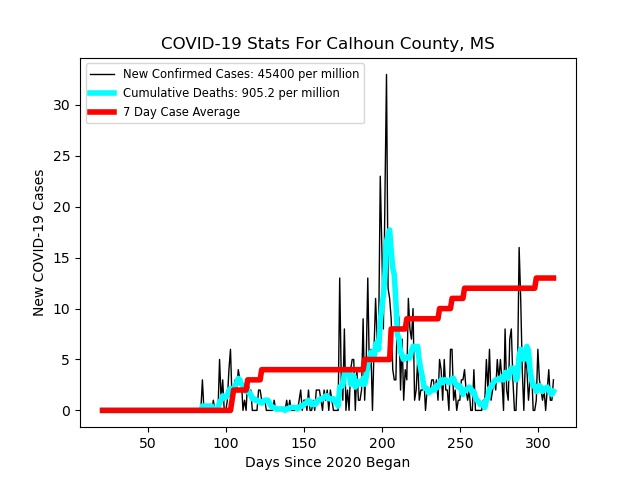 COVID-19 Stats For Calhoun County, MS
New Confirmed Cases: 45400 per million
Cumulative Deaths: 905.2 per million
7 Day Case Average
New COVID-19 Cases
30
25
20
15
10
5
0
50 100 150 200 250 300
Days Since 2020 Began